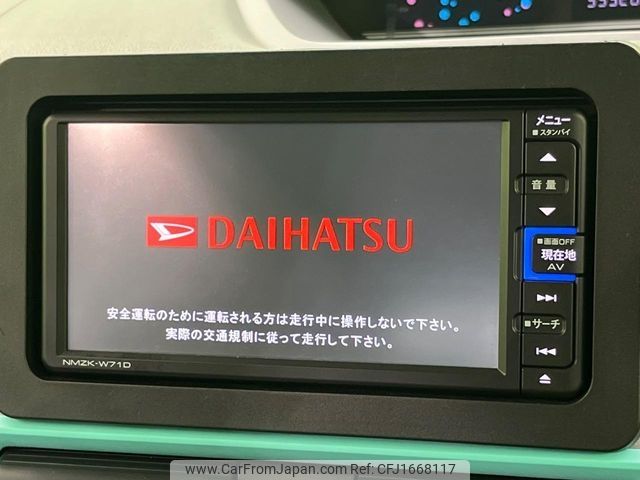 メニュー
■スタンバイ
音量
■画面OFF
現在地
AV
■サーチ
DAIHATSU
安全運転のために運転される方は走行中に操作しないで下さい。
実際の交通規制に従って走行して下さい。
NMZK-W71D
www.CarFromJapan.com - CFJ1668117